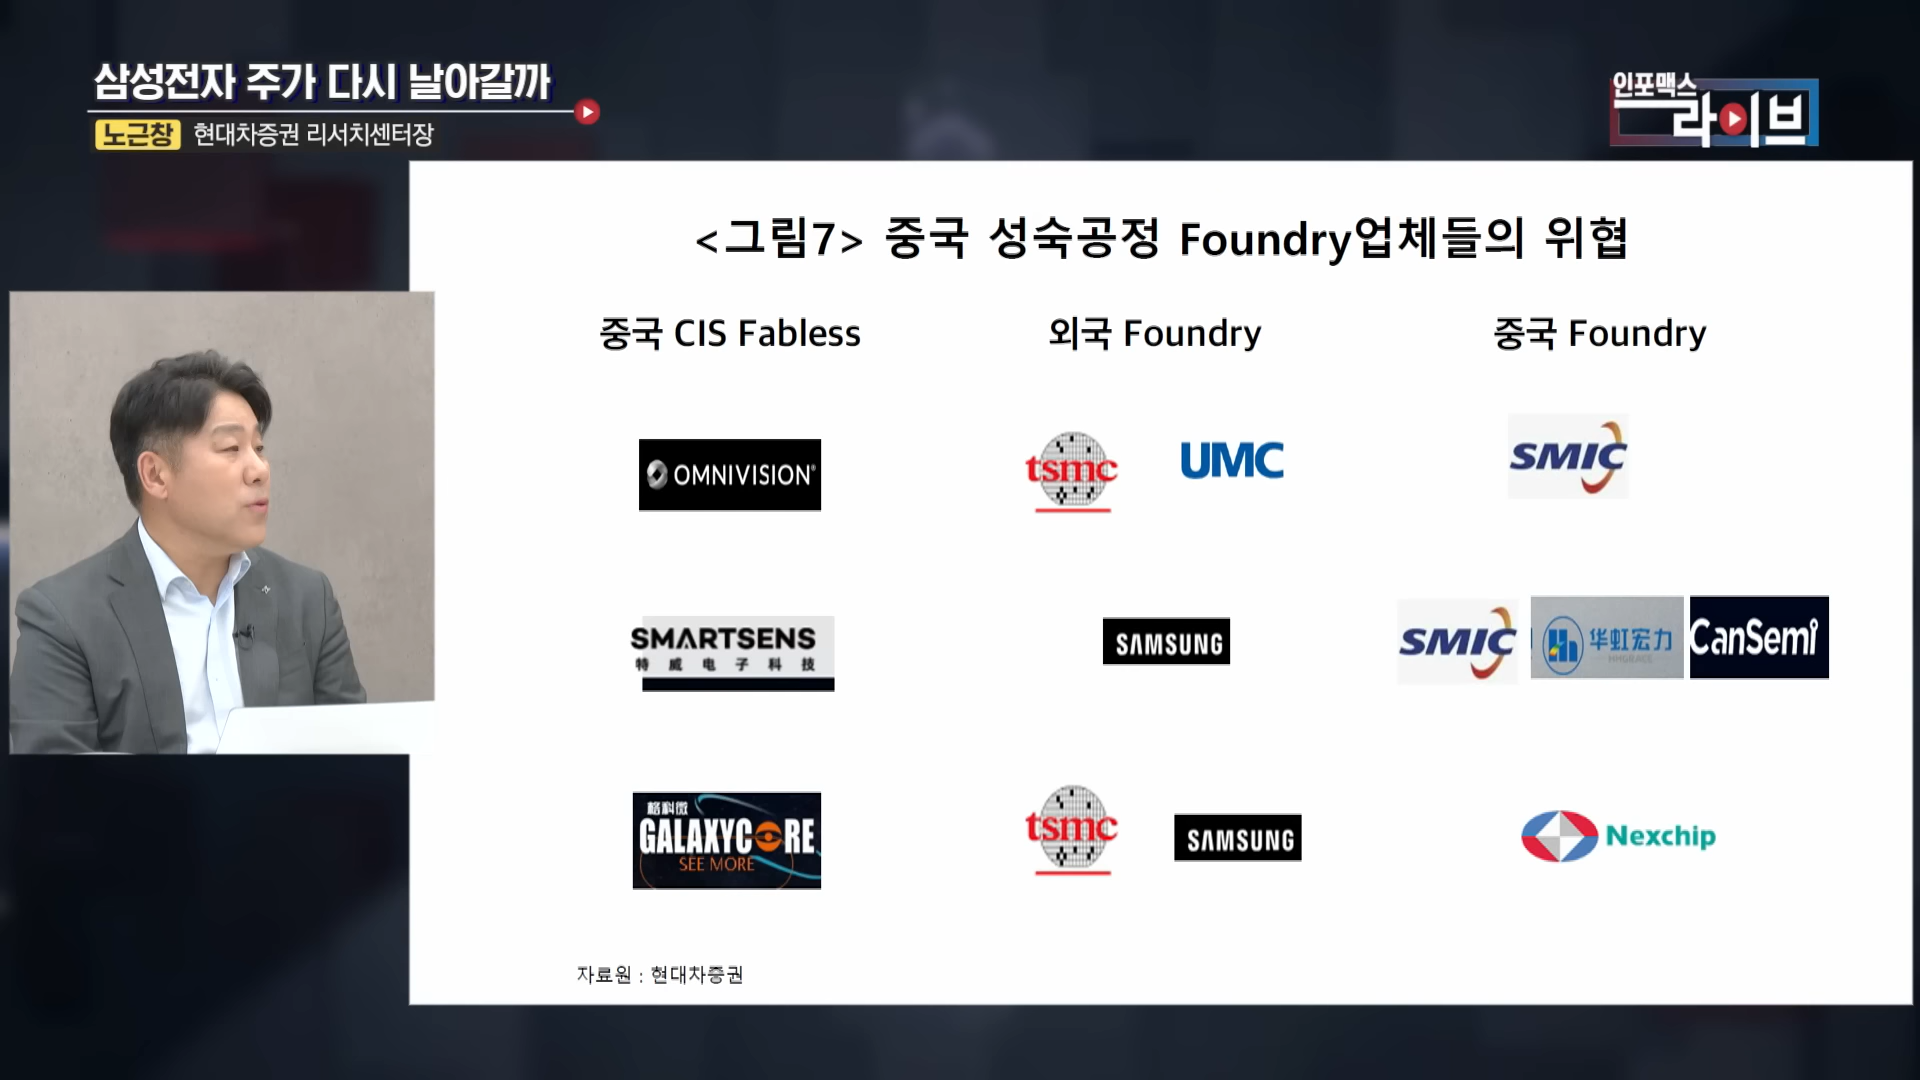 삼성전자 주가 다시 날아갈까
노근창 현대차증권 리서치센터장
인포맥스
라이브
<그림7> 중국 성숙공정 Foundry업체들의 위협
중국 CIS Fabless
외국 Foundry
중국 Foundry
OMNIVISION®
tsmc
UMC
SMIC
SMARTSENS
特威电子科技
SAMSUNG
SMIC
华虹宏力
CanSemi
格科微
GALAXYCORE
SEE MORE
tsmc
SAMSUNG
Nexchip
자료원 : 현대차증권